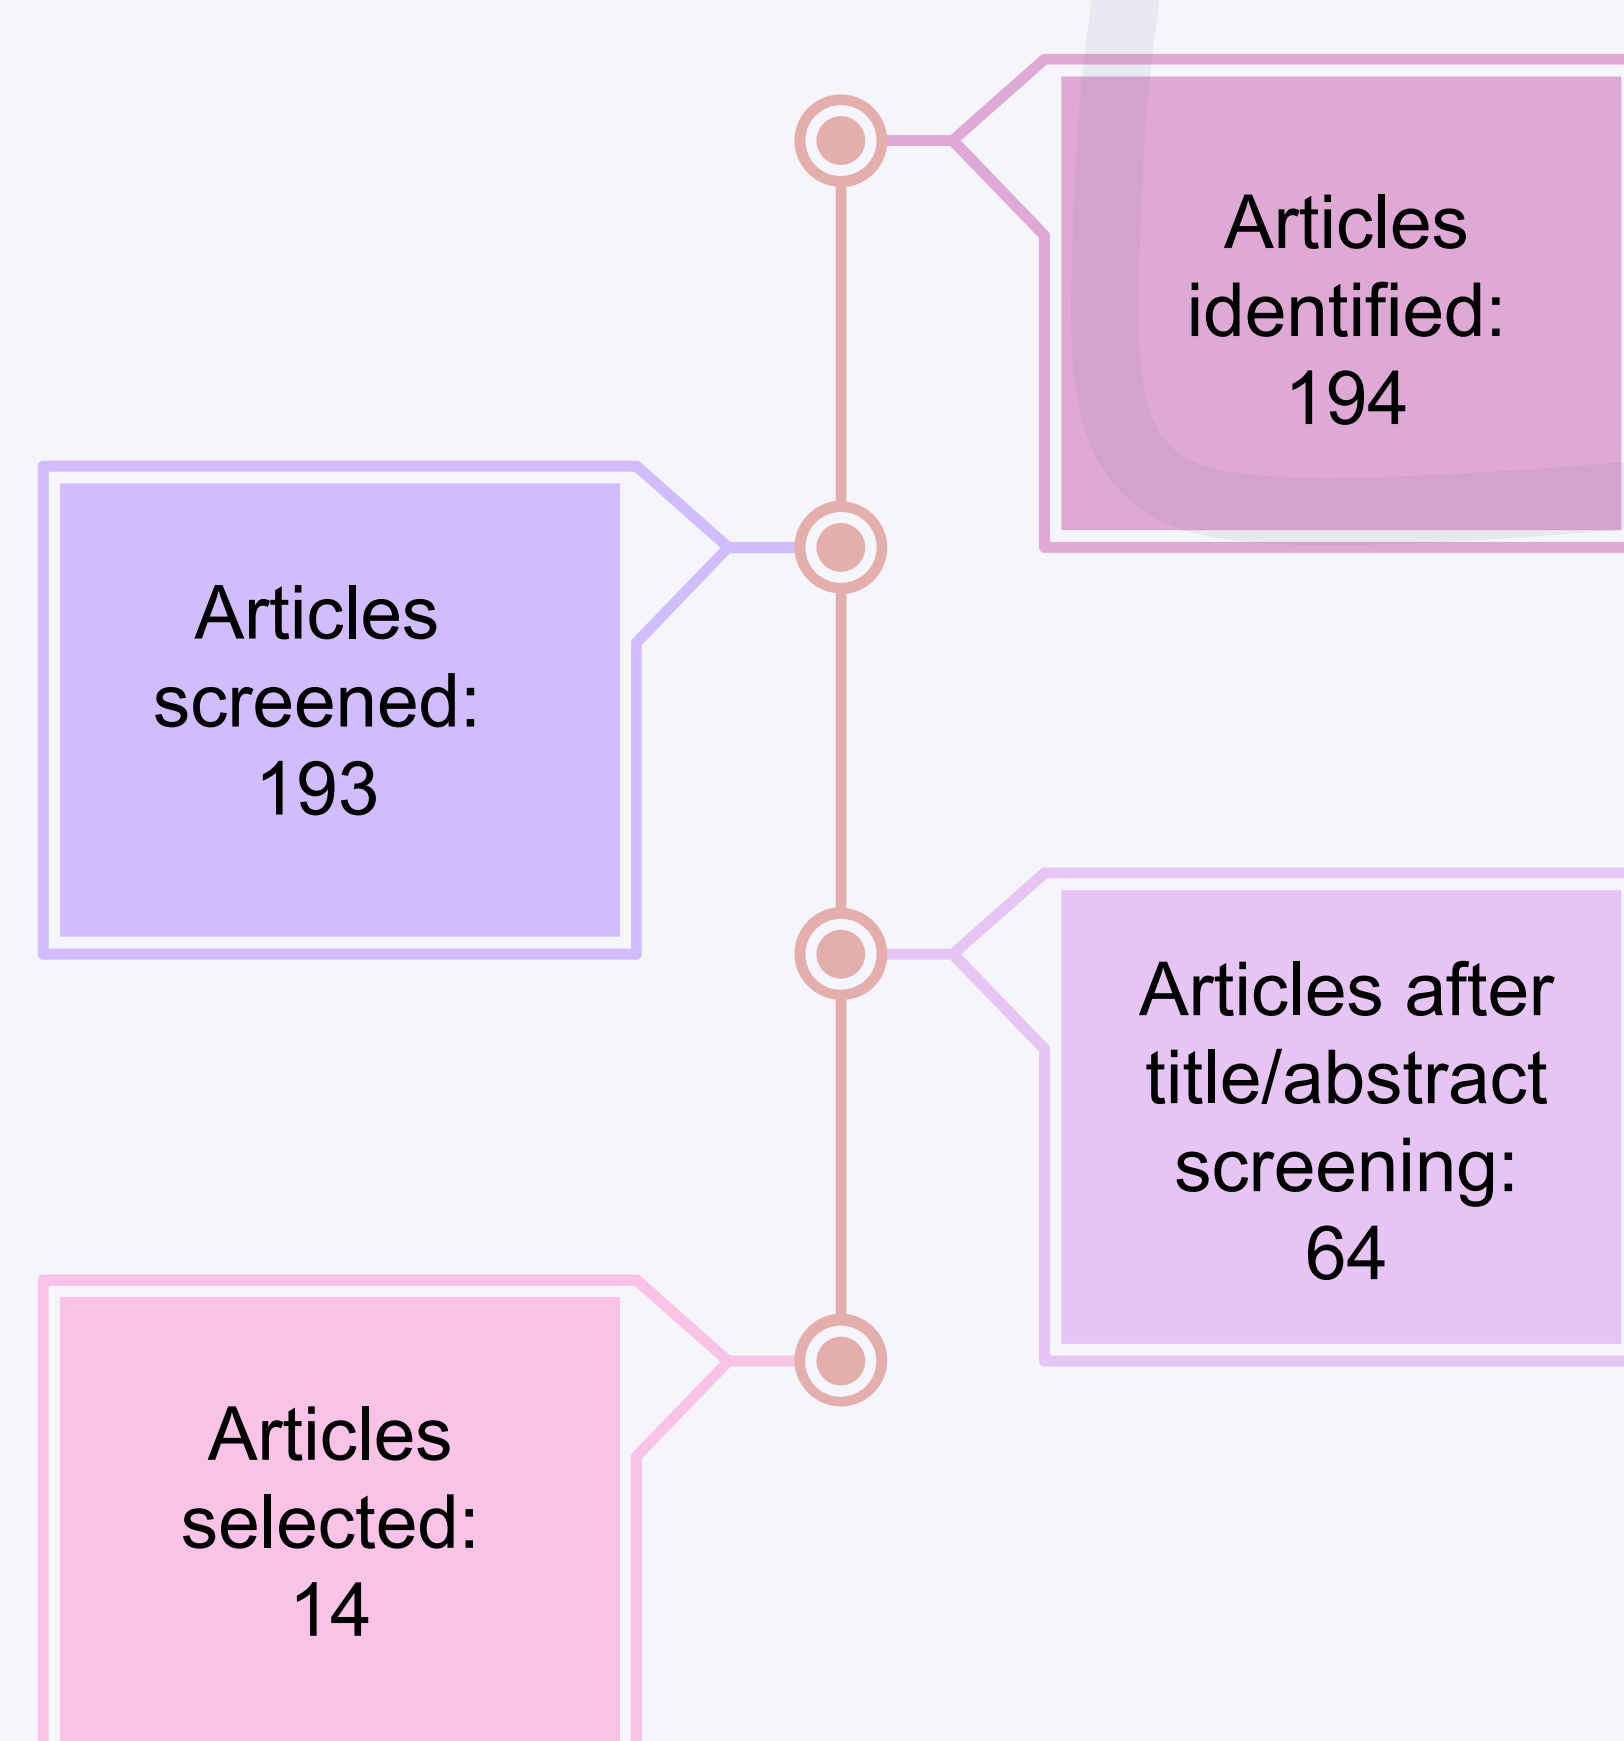 Articles
identified:
194
Articles
screened:
193
Articles after
title/abstract
screening:
64
Articles
selected:
14